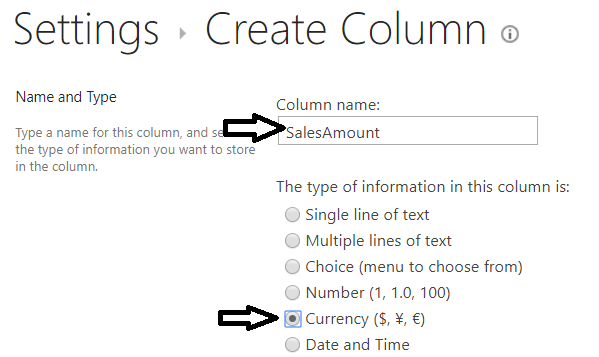 Settings ▸ Create Column
Name and Type
Type a name for this column, and se
the type of information you want to store
in the column.
Column name:
SalesAmount
The type of information in this column is:
Single line of text
Multiple lines of text
Choice (menu to choose from)
Number (1, 1.0, 100)
Currency ($, ¥, €)
Date and Time